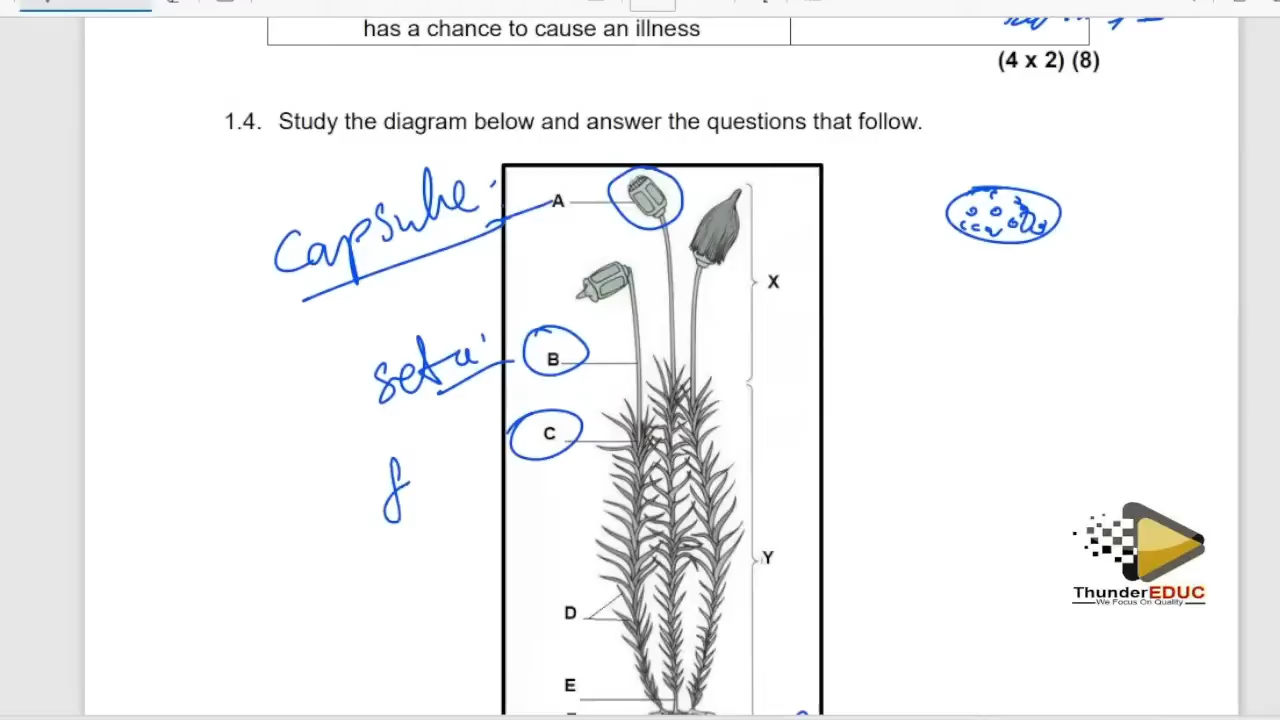 has a chance to cause an illness
(4 x 2) (8)
1.4. Study the diagram below and answer the questions that follow.
capsule:
A
X
seta:
B
C
f
Y
D
E
ThunderEDUC
We Focus On Quality